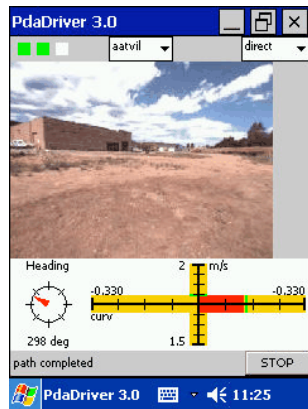 PdaDriver 3.0
aatvil direct
Heading 2 m/s
-0.330 -0.330
curv
298 deg 1.5
path completed STOP
PdaDriver 3.0 11:25